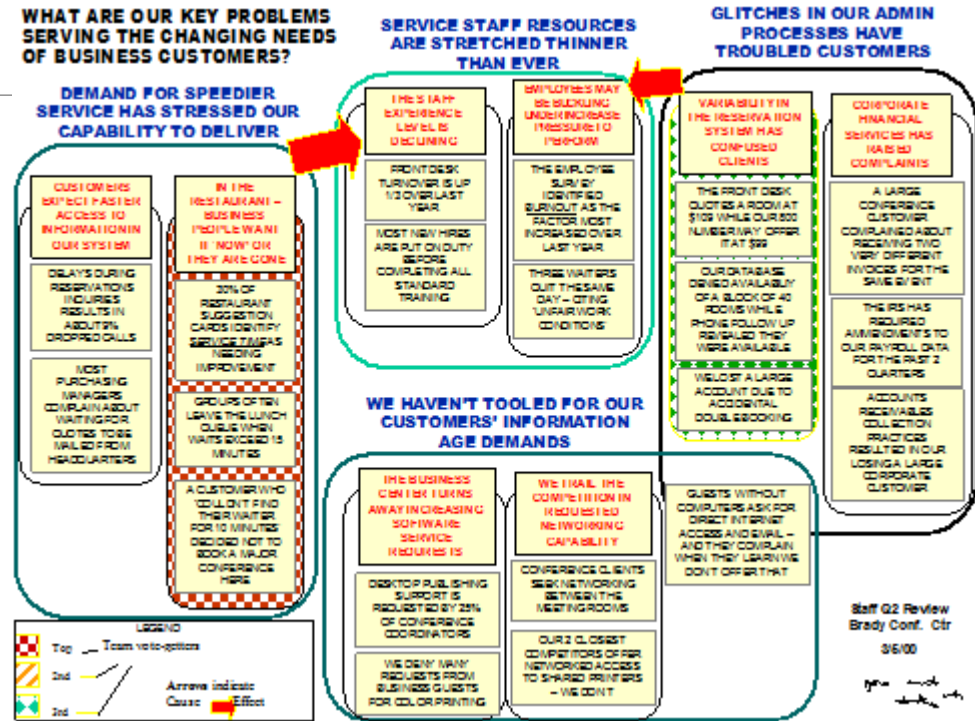 WHAT ARE OUR KEY PROBLEMS
SERVING THE CHANGING NEEDS
OF BUSINESS CUSTOMERS?
DEMAND FOR SPEEDIER
SERVICE HAS STRESSED OUR
CAPABILITY TO DELIVER
CUSTOMERS
EXPECT FASTER
ACCESS TO
INFORMATION IN
OUR SYSTEM
DELAYS DURING
RESERVATIONS
INQUIRIES
RESULTS IN
ABOUT 9%
DROPPED CALLS
MOST
PURCHASING
MANAGERS
COMPLAIN ABOUT
WAITING FOR
QUOTES TO BE
MAILED FROM
HEADQUARTERS
IN THE
RESTAURANT –
BUSINESS
PEOPLE WANT
IT 'NOW' OR
THEY ARE GONE
30% OF
RESTAURANT
SUGGESTION
CARDS IDENTIFY
SERVICE TIME AS
NEEDING
IMPROVEMENT
GROUPS OFTEN
LEAVE THE LUNCH
QUEUE WHEN
WAITS EXCEED 15
MINUTES
A CUSTOMER WHO
'COULDN'T FIND
THEIR WAITER
FOR 10 MINUTES'
DECIDED NOT TO
BOOK A MAJOR
CONFERENCE
HERE
SERVICE STAFF RESOURCES
ARE STRETCHED THINNER
THAN EVER
THE STAFF
EXPERIENCE
LEVEL IS
DECLINING
FRONT DESK
TURNOVER IS UP
1/3 OVER LAST
YEAR
MOST NEW HIRES
ARE PUT ON DUTY
BEFORE
COMPLETING ALL
STANDARD
TRAINING
EMPLOYEES MAY
BE BUCKLING
UNDER INCREASE
PRESSURE TO
PERFORM
THE EMPLOYEE
SURVEY
IDENTIFIED
BURNOUT AS THE
FACTOR MOST
INCREASED OVER
LAST YEAR
THREE WAITERS
QUIT THE SAME
DAY – CITING
'UNFAIR WORK
CONDITIONS'
GLITCHES IN OUR ADMIN
PROCESSES HAVE
TROUBLED CUSTOMERS
VARIABILITY IN
THE RESERVATION
SYSTEM HAS
CONFUSED
CLIENTS
THE FRONT DESK
QUOTES A ROOM AT
$109 WHILE OUR 800
NUMBER MAY OFFER
IT AT $99
OUR DATABASE
DENIED AVAILABLIY
OF A BLOCK OF 40
ROOMS WHILE
PHONE FOLLOW UP
REVEALED THEY
WERE AVAILABLE
WE LOST A LARGE
ACCOUNT DUE TO
ACCIDENTAL
DOUBLE BOOKING
CORPORATE
FINANCIAL
SERVICES HAS
RAISED
COMPLAINTS
A LARGE
CONFERENCE
CUSTOMER
COMPLAINED ABOUT
RECEIVING TWO
VERY DIFFERENT
INVOICES FOR THE
SAME EVENT
THE IRS HAS
REQUIRED
AMMENDMENTS TO
OUR PAYROLL DATA
FOR THE PAST 2
QUARTERS
ACCOUNTS
RECEIVABLES
COLLECTION
PRACTICES
RESULTED IN OUR
LOSING A LARGE
CORPORATE
CUSTOMER
WE HAVEN'T TOOLED FOR OUR
CUSTOMERS' INFORMATION
AGE DEMANDS
THE BUSINESS
CENTER TURNS
AWAY INCREASING
SOFTWARE
SERVICE
REQUESTS
DESKTOP PUBLISHING
SUPPORT IS
REQUESTED BY 25%
OF CONFERENCE
COORDINATORS
WE DENY MANY
REQUESTS FROM
BUSINESS GUESTS
FOR COLOR PRINTING
WE TRAIL THE
COMPETITION IN
REQUESTED
NETWORKING
CAPABILITY
CONFERENCE CLIENTS
SEEK NETWORKING
BETWEEN THE
MEETING ROOMS
OUR 2 CLOSEST
COMPETITORS OFFER
NETWORKED ACCESS
TO SHARED PRINTERS
– WE DON'T
GUESTS WITHOUT
COMPUTERS ASK FOR
DIRECT INTERNET
ACCESS AND EMAIL –
AND THEY COMPLAIN
WHEN THEY LEARN WE
DON'T OFFER THAT
LEGEND
Top Team vote-getters
2nd
3rd
Arrows indicate
Cause Effect
Staff Q2 Review
Brady Conf. Ctr
3/6/00